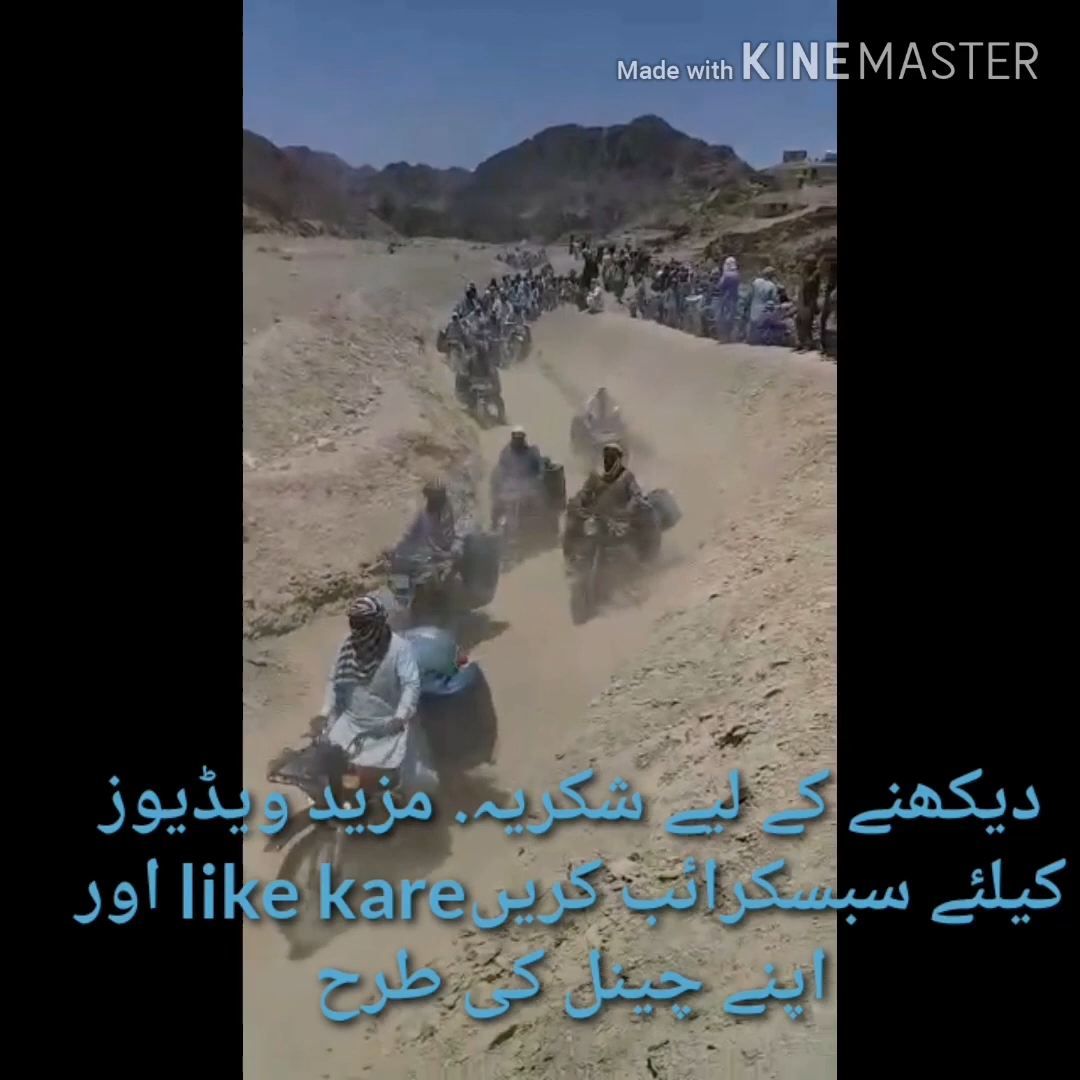 Made with KINEMASTER
دیکھنے کے لیے شکریہ. مزید ویڈیوز
کیلئے سبسکرائب کریںlike kare اور
اپنے چینل کی طرح